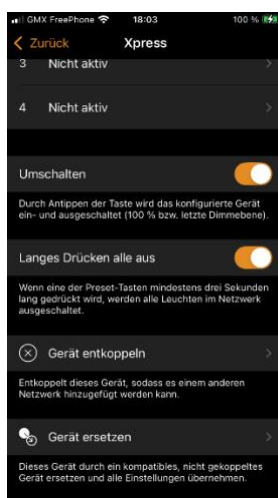 GMX FreePhone 18:03 100 %
Zurück Xpress
3 Nicht aktiv
4 Nicht aktiv
Umschalten
Durch Antippen der Taste wird das konfigurierte Gerät
ein- und ausgeschaltet (100 % bzw. letzte Dimmebene).
Langes Drücken alle aus
Wenn eine der Preset-Tasten mindestens drei Sekunden
lang gedrückt wird, werden alle Leuchten im Netzwerk
ausgeschaltet.
Gerät entkoppeln
Entkoppelt dieses Gerät, sodass es einem anderen
Netzwerk hinzugefügt werden kann.
Gerät ersetzen
Dieses Gerät durch ein kompatibles, nicht gekoppeltes
Gerät ersetzen und alle Einstellungen übernehmen.